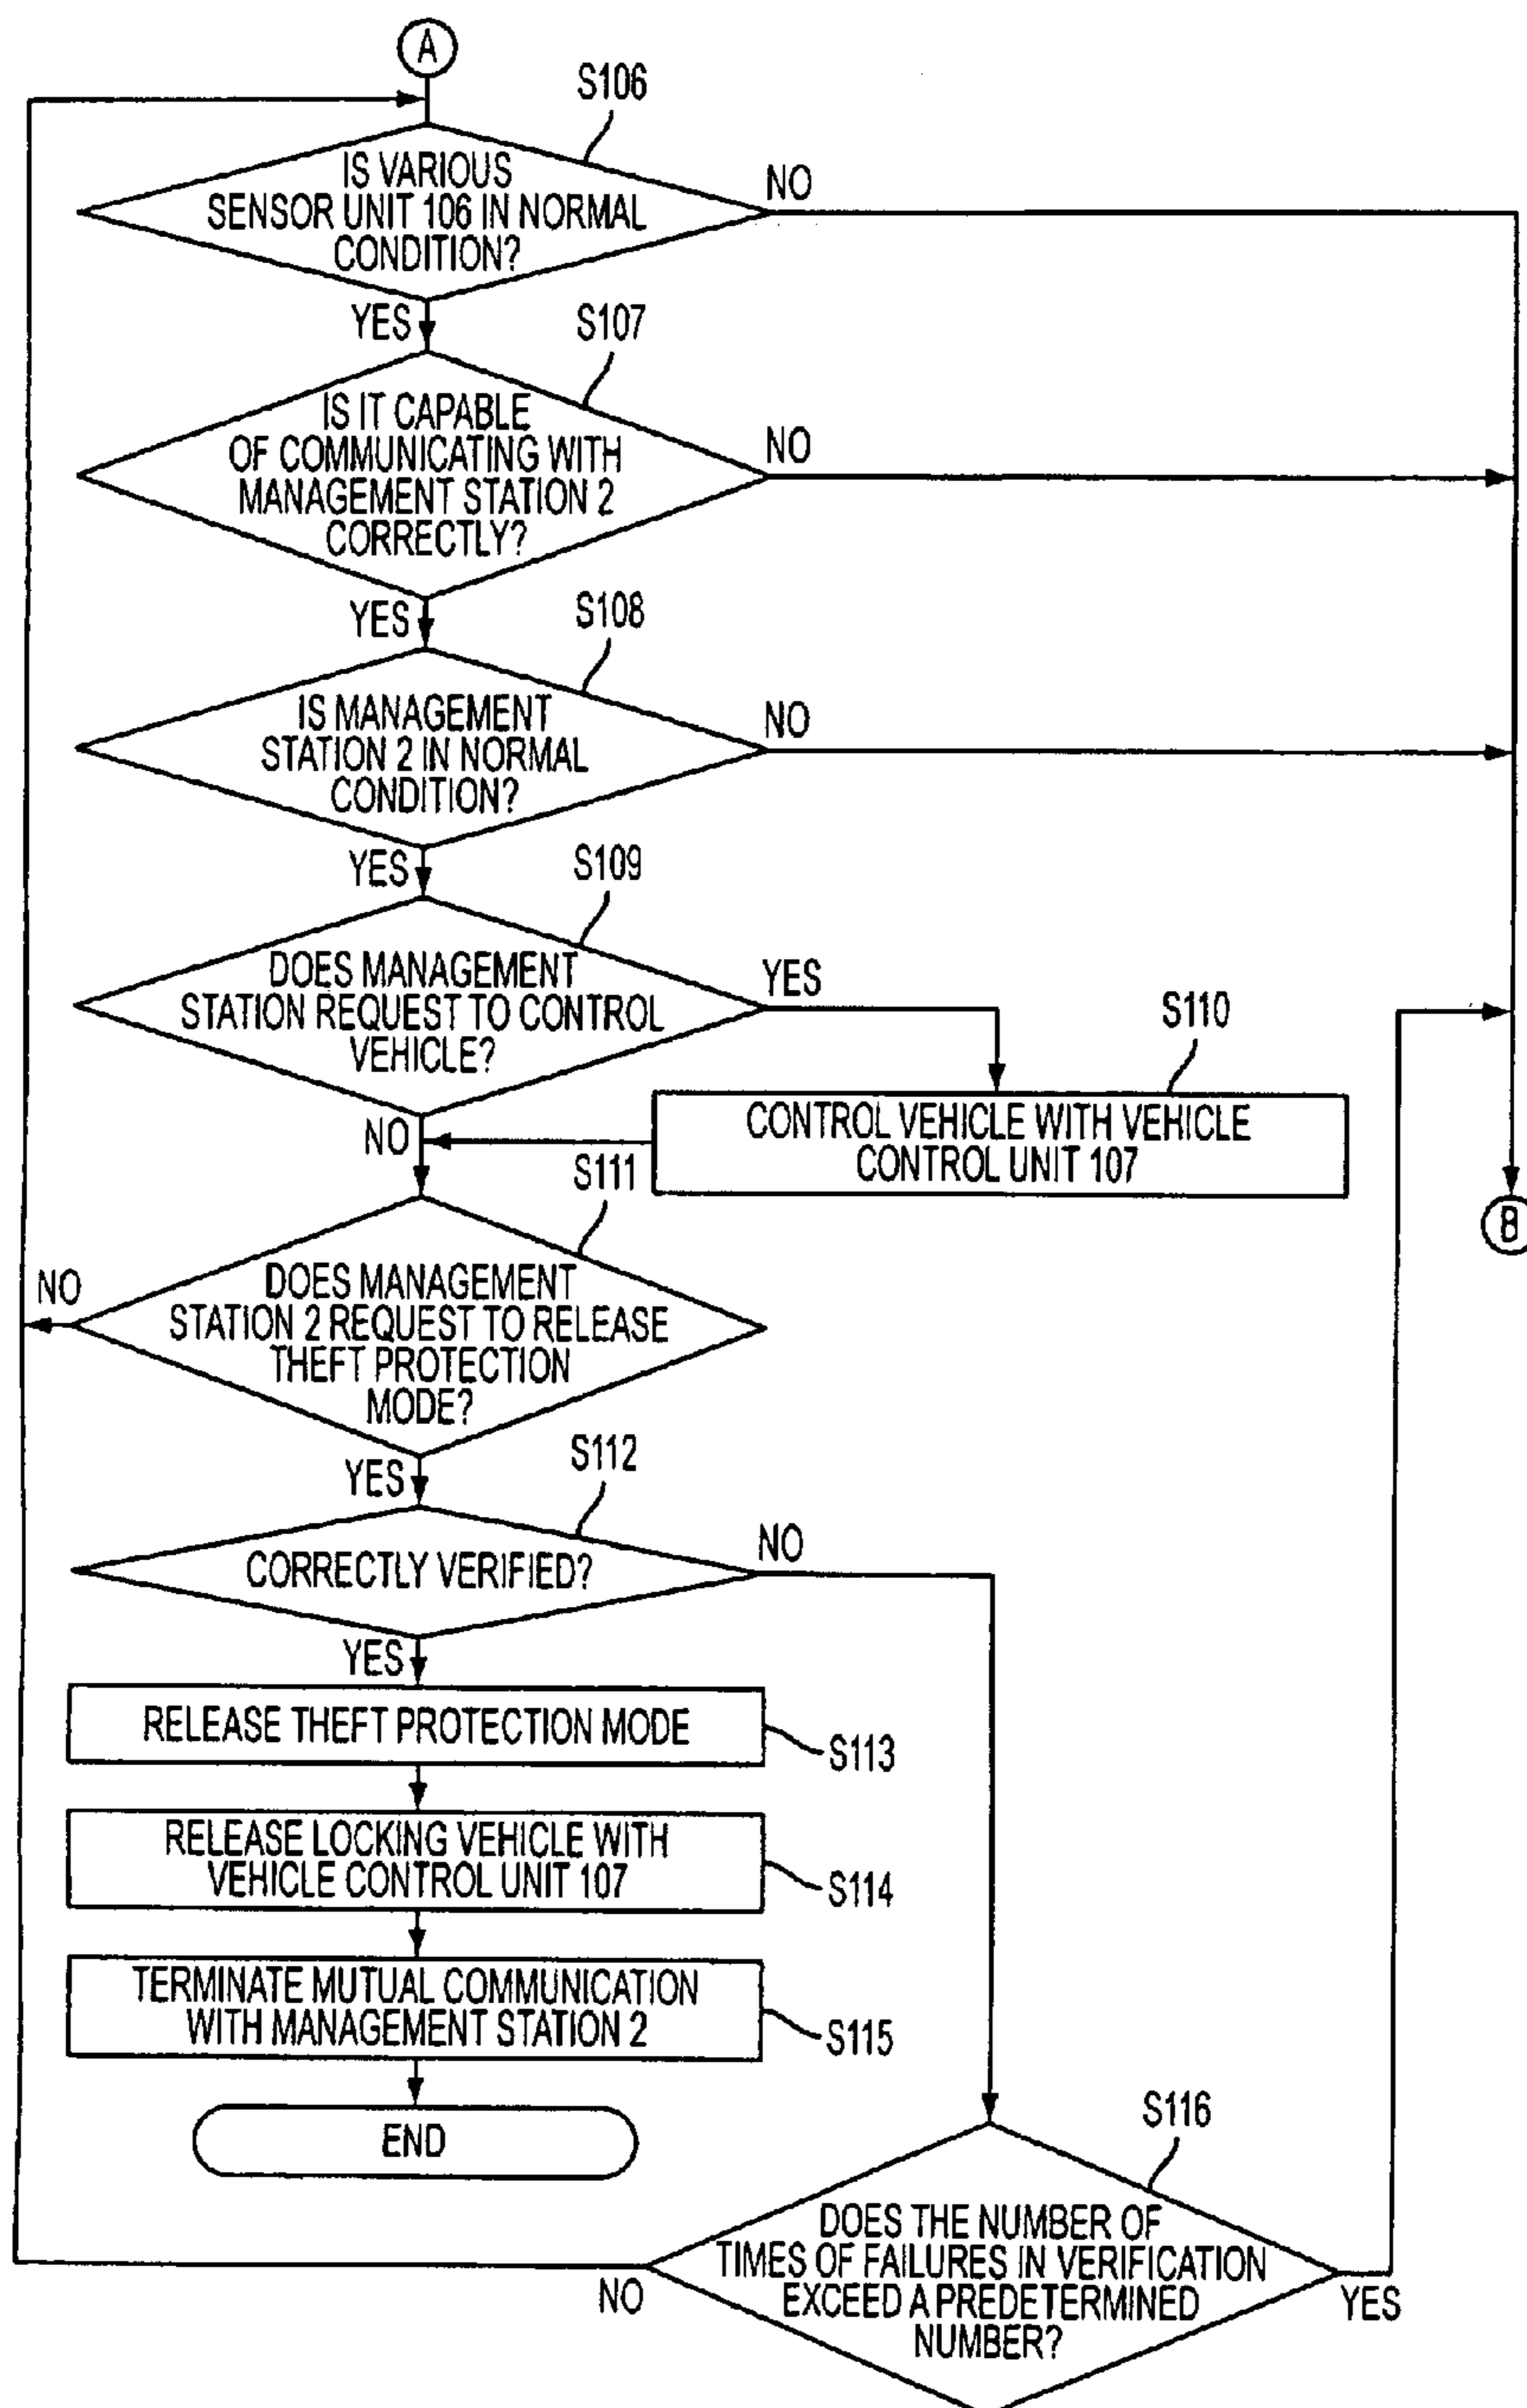 A
S106
IS VARIOUS
SENSOR UNIT 106 IN NORMAL
CONDITION?
NO
YES
S107
IS IT CAPABLE
OF COMMUNICATING WITH
MANAGEMENT STATION 2
CORRECTLY?
NO
YES
S108
IS MANAGEMENT
STATION 2 IN NORMAL
CONDITION?
NO
YES
S109
DOES MANAGEMENT
STATION REQUEST TO CONTROL
VEHICLE?
YES
S110
CONTROL VEHICLE WITH VEHICLE
CONTROL UNIT 107
NO
S111
B
DOES MANAGEMENT
STATION 2 REQUEST TO RELEASE
THEFT PROTECTION
MODE?
NO
YES
S112
CORRECTLY VERIFIED?
NO
YES
RELEASE THEFT PROTECTION MODE
S113
RELEASE LOCKING VEHICLE WITH
VEHICLE CONTROL UNIT 107
S114
TERMINATE MUTUAL COMMUNICATION
WITH MANAGEMENT STATION 2
S115
END
S116
DOES THE NUMBER OF
TIMES OF FAILURES IN VERIFICATION
EXCEED A PREDETERMINED
NUMBER?
NO
YES